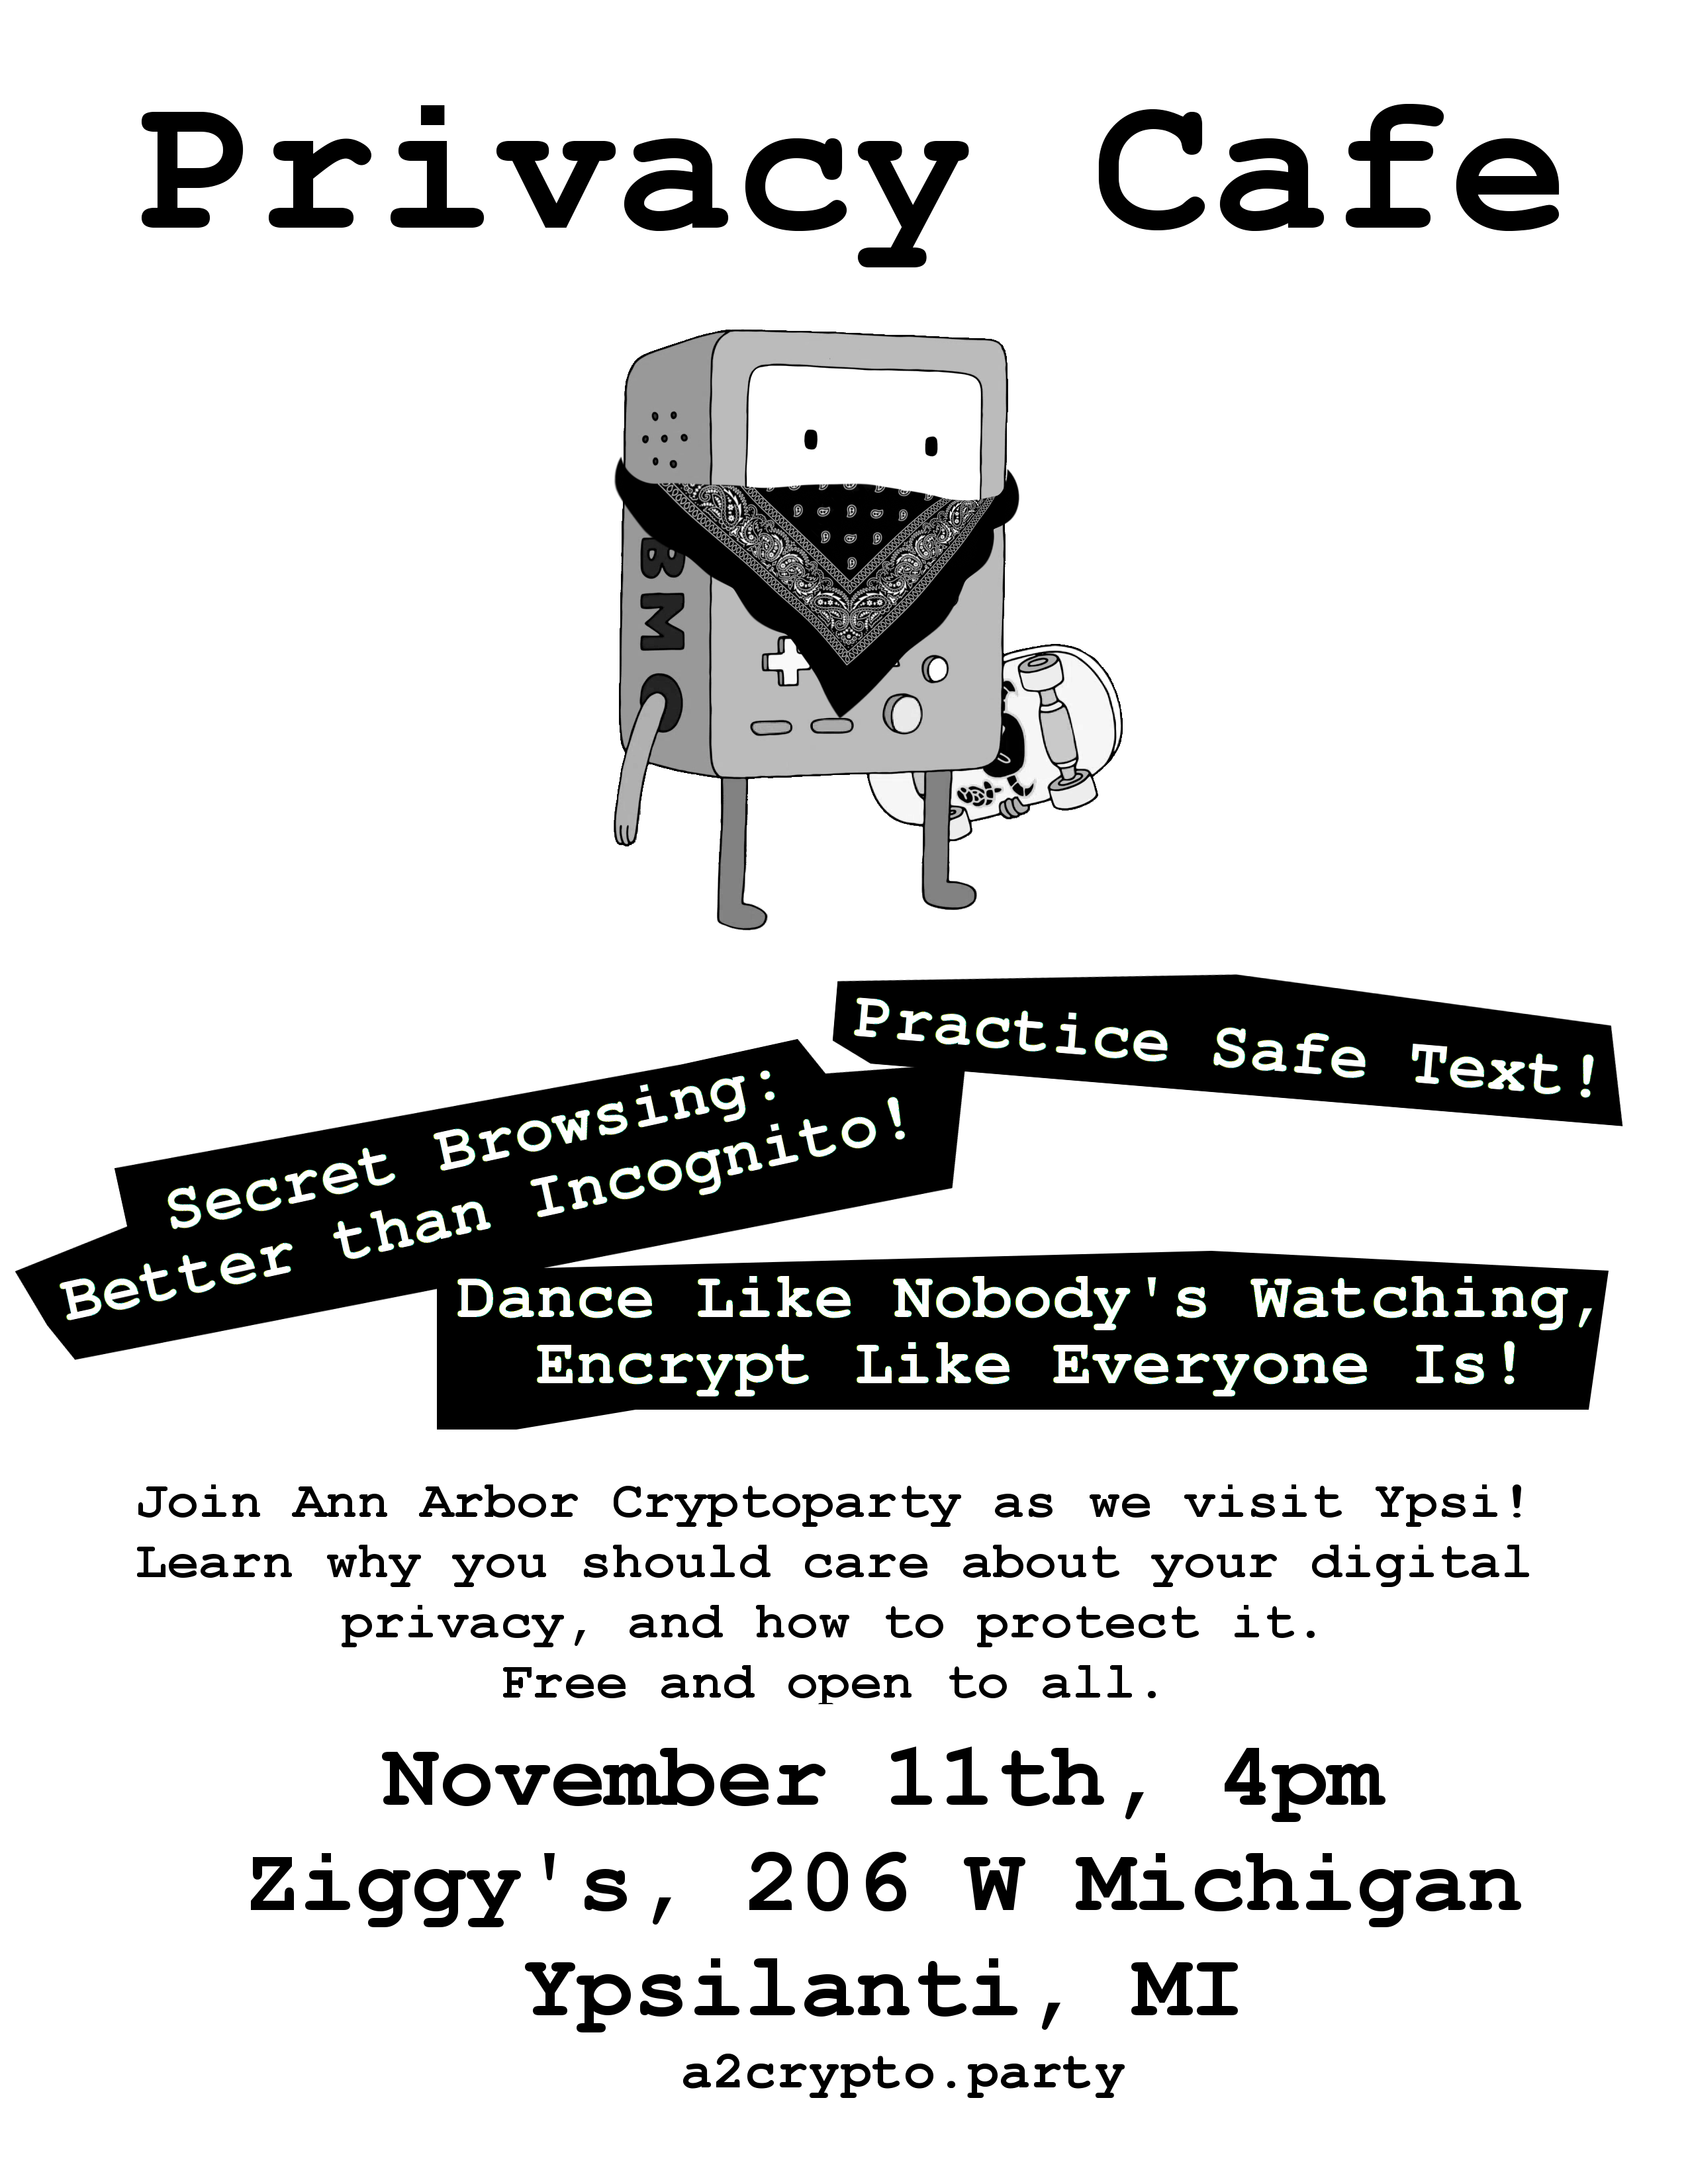 Privacy Cafe
BMO
Practice Safe Text!
Secret Browsing:
Better than Incognito!
Dance Like Nobody's Watching,
Encrypt Like Everyone Is!
Join Ann Arbor Cryptoparty as we visit Ypsi!
Learn why you should care about your digital
privacy, and how to protect it.
Free and open to all.
November 11th, 4pm
Ziggy's, 206 W Michigan
Ypsilanti, MI
a2crypto.party